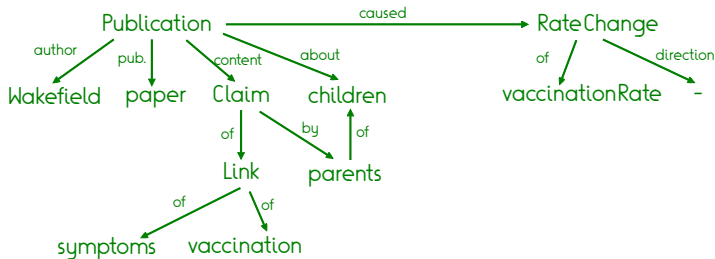 caused
Publication RateChange
author pub. content about of direction
Wakefield paper Claim children vaccinationRate -
of by of
Link parents
of of
symptoms vaccination